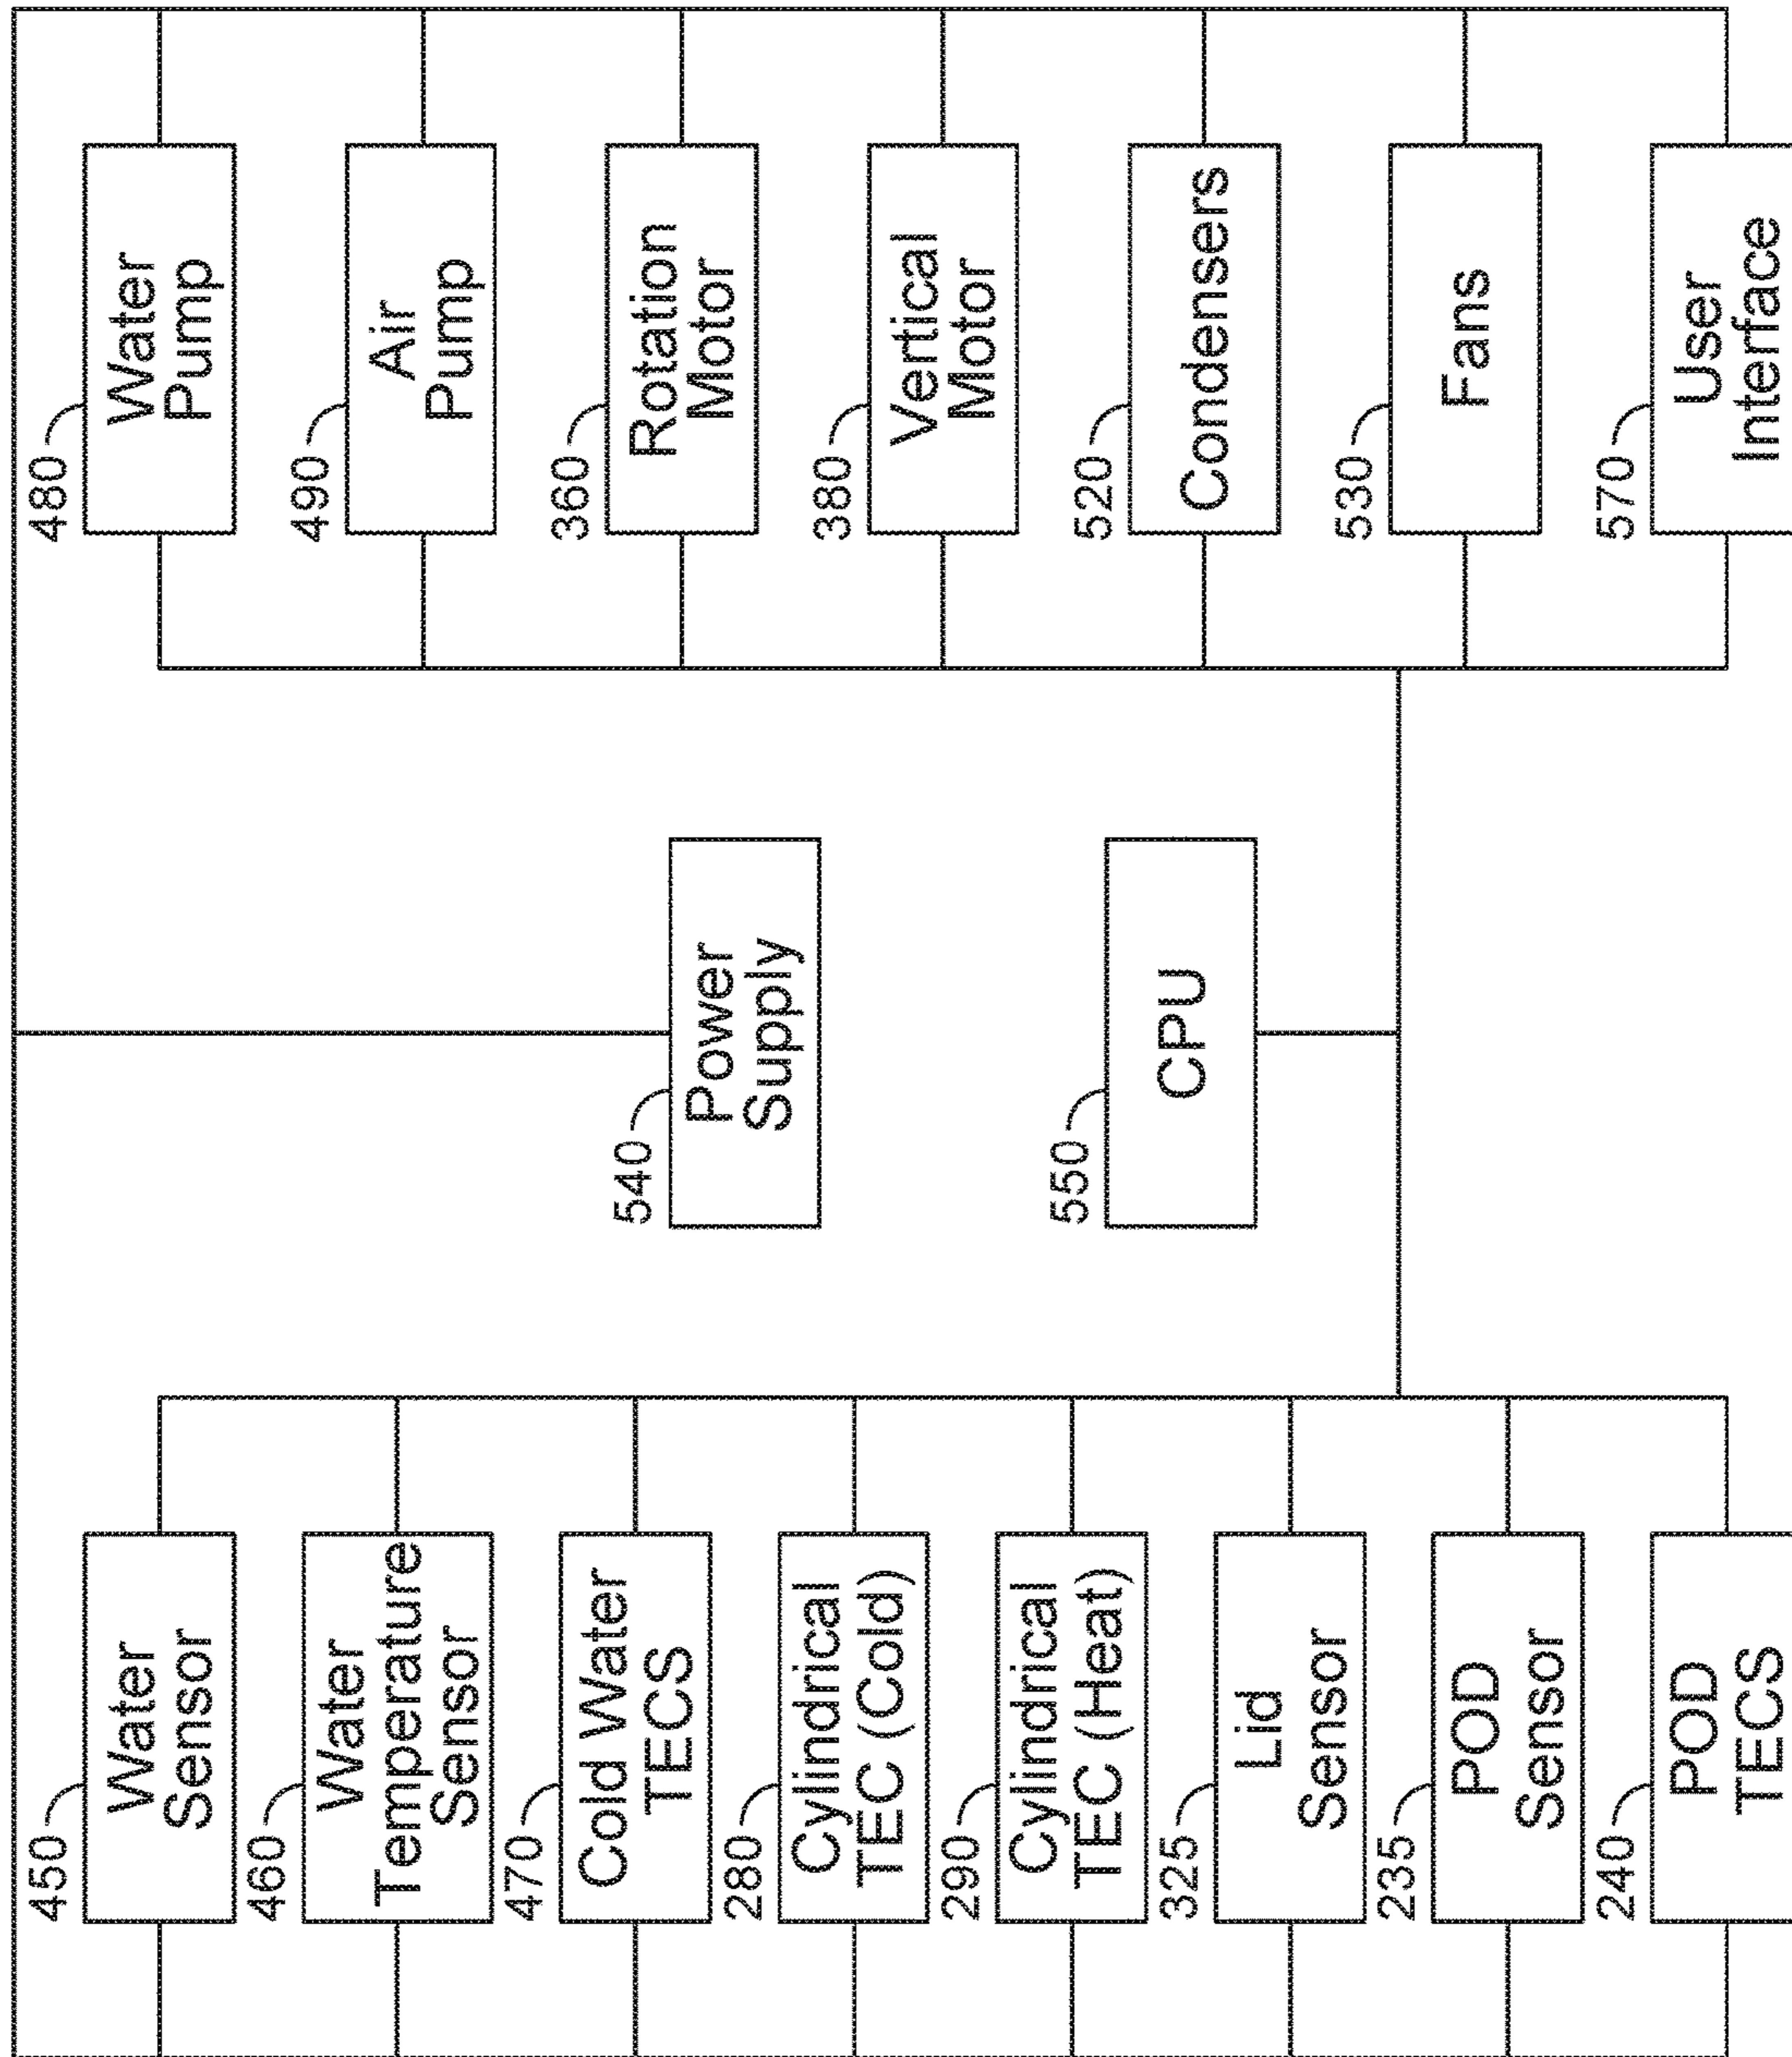 450
Water
Sensor
460
Water
Temperature
Sensor
470
Cold Water
TECS
280
Cylindrical
TEC (Cold)
290
Cylindrical
TEC (Heat)
325
Lid
Sensor
235
POD
Sensor
240
POD
TECS
540
Power
Supply
550
CPU
480
Water
Pump
490
Air
Pump
360
Rotation
Motor
380
Vertical
Motor
520
Condensers
530
Fans
570
User
Interface